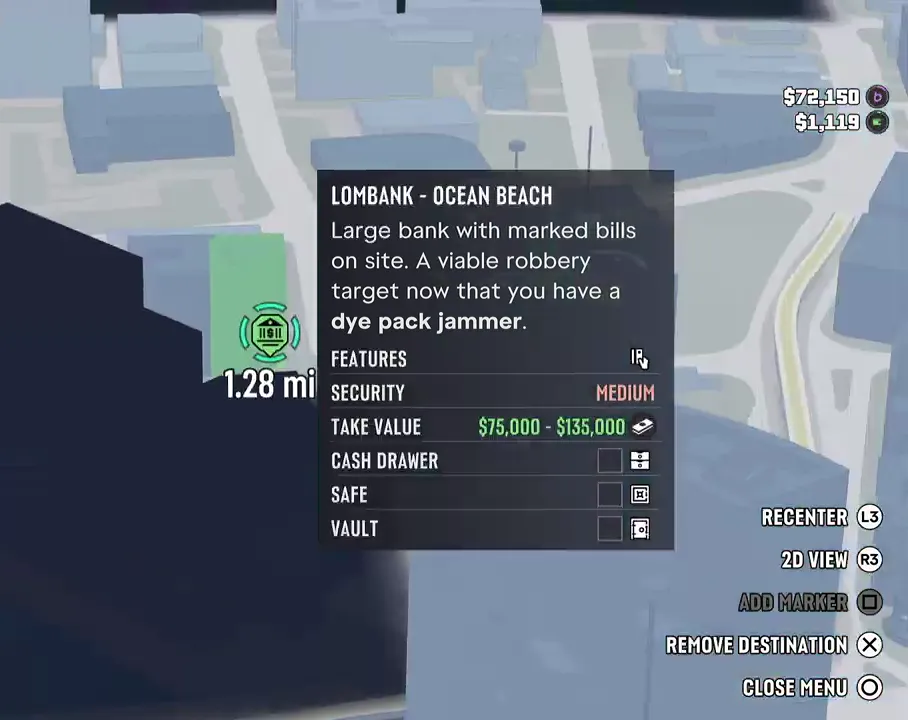 $72,150
$1,119
LOMBANK - OCEAN BEACH
Large bank with marked bills
on site. A viable robbery
target now that you have a
dye pack jammer.
FEATURES
SECURITY MEDIUM
TAKE VALUE $75,000 - $135,000
CASH DRAWER
SAFE
VAULT
1.28 mi
RECENTER L3
2D VIEW R3
ADD MARKER
REMOVE DESTINATION
CLOSE MENU